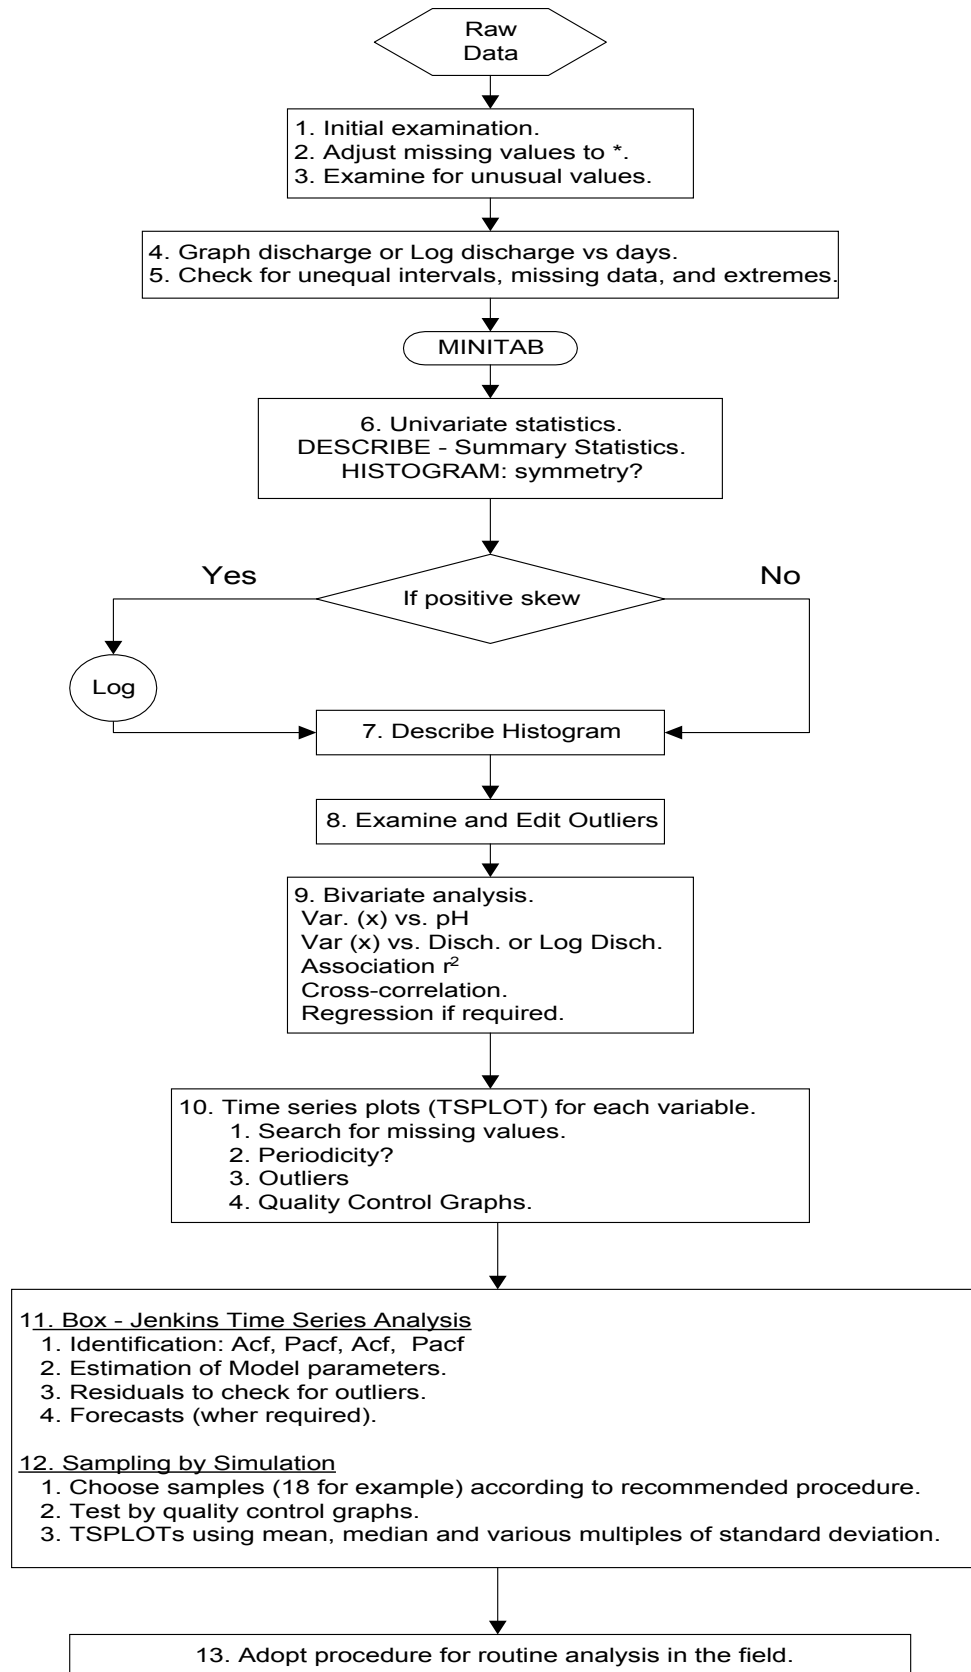 Raw
Data
1. Initial examination.
2. Adjust missing values to *.
3. Examine for unusual values.
4. Graph discharge or Log discharge vs days.
5. Check for unequal intervals, missing data, and extremes.
MINITAB
6. Univariate statistics.
DESCRIBE - Summary Statistics.
HISTOGRAM: symmetry?
Yes
No
If positive skew
Log
7. Describe Histogram
8. Examine and Edit Outliers
9. Bivariate analysis.
Var. (x) vs. pH
Var (x) vs. Disch. or Log Disch.
Association r²
Cross-correlation.
Regression if required.
10. Time series plots (TSPLOT) for each variable.
1. Search for missing values.
2. Periodicity?
3. Outliers
4. Quality Control Graphs.
11. Box - Jenkins Time Series Analysis
1. Identification: Acf, Pacf, Acf, Pacf
2. Estimation of Model parameters.
3. Residuals to check for outliers.
4. Forecasts (wher required).
12. Sampling by Simulation
1. Choose samples (18 for example) according to recommended procedure.
2. Test by quality control graphs.
3. TSPLOTs using mean, median and various multiples of standard deviation.
13. Adopt procedure for routine analysis in the field.